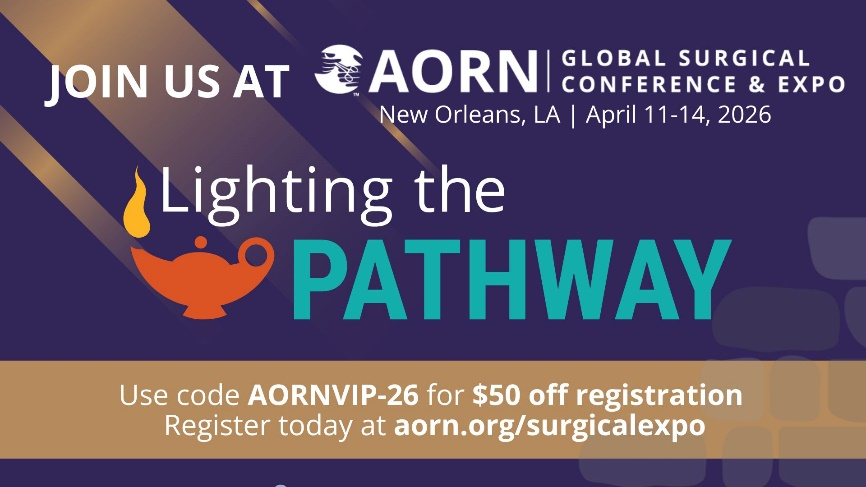 JOIN US AT AORN GLOBAL SURGICAL
CONFERENCE & EXPO
™
New Orleans, LA | April 11-14, 2026
Lighting the
PATHWAY
Use code AORNVIP-26 for $50 off registration
Register today at aorn.org/surgicalexpo